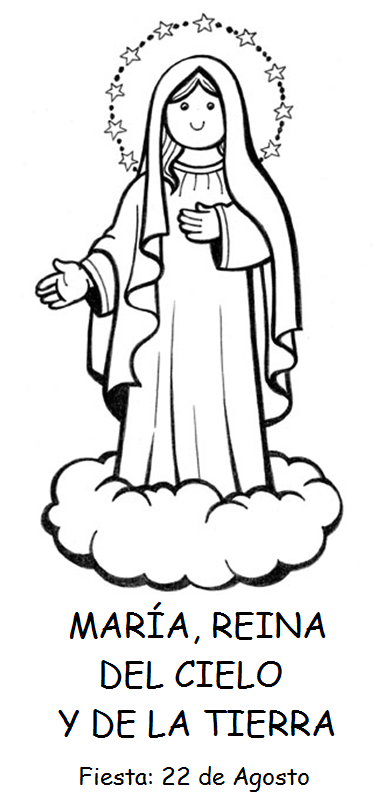 MARÍA, REINA
DEL CIELO
Y DE LA TIERRA
Fiesta: 22 de Agosto